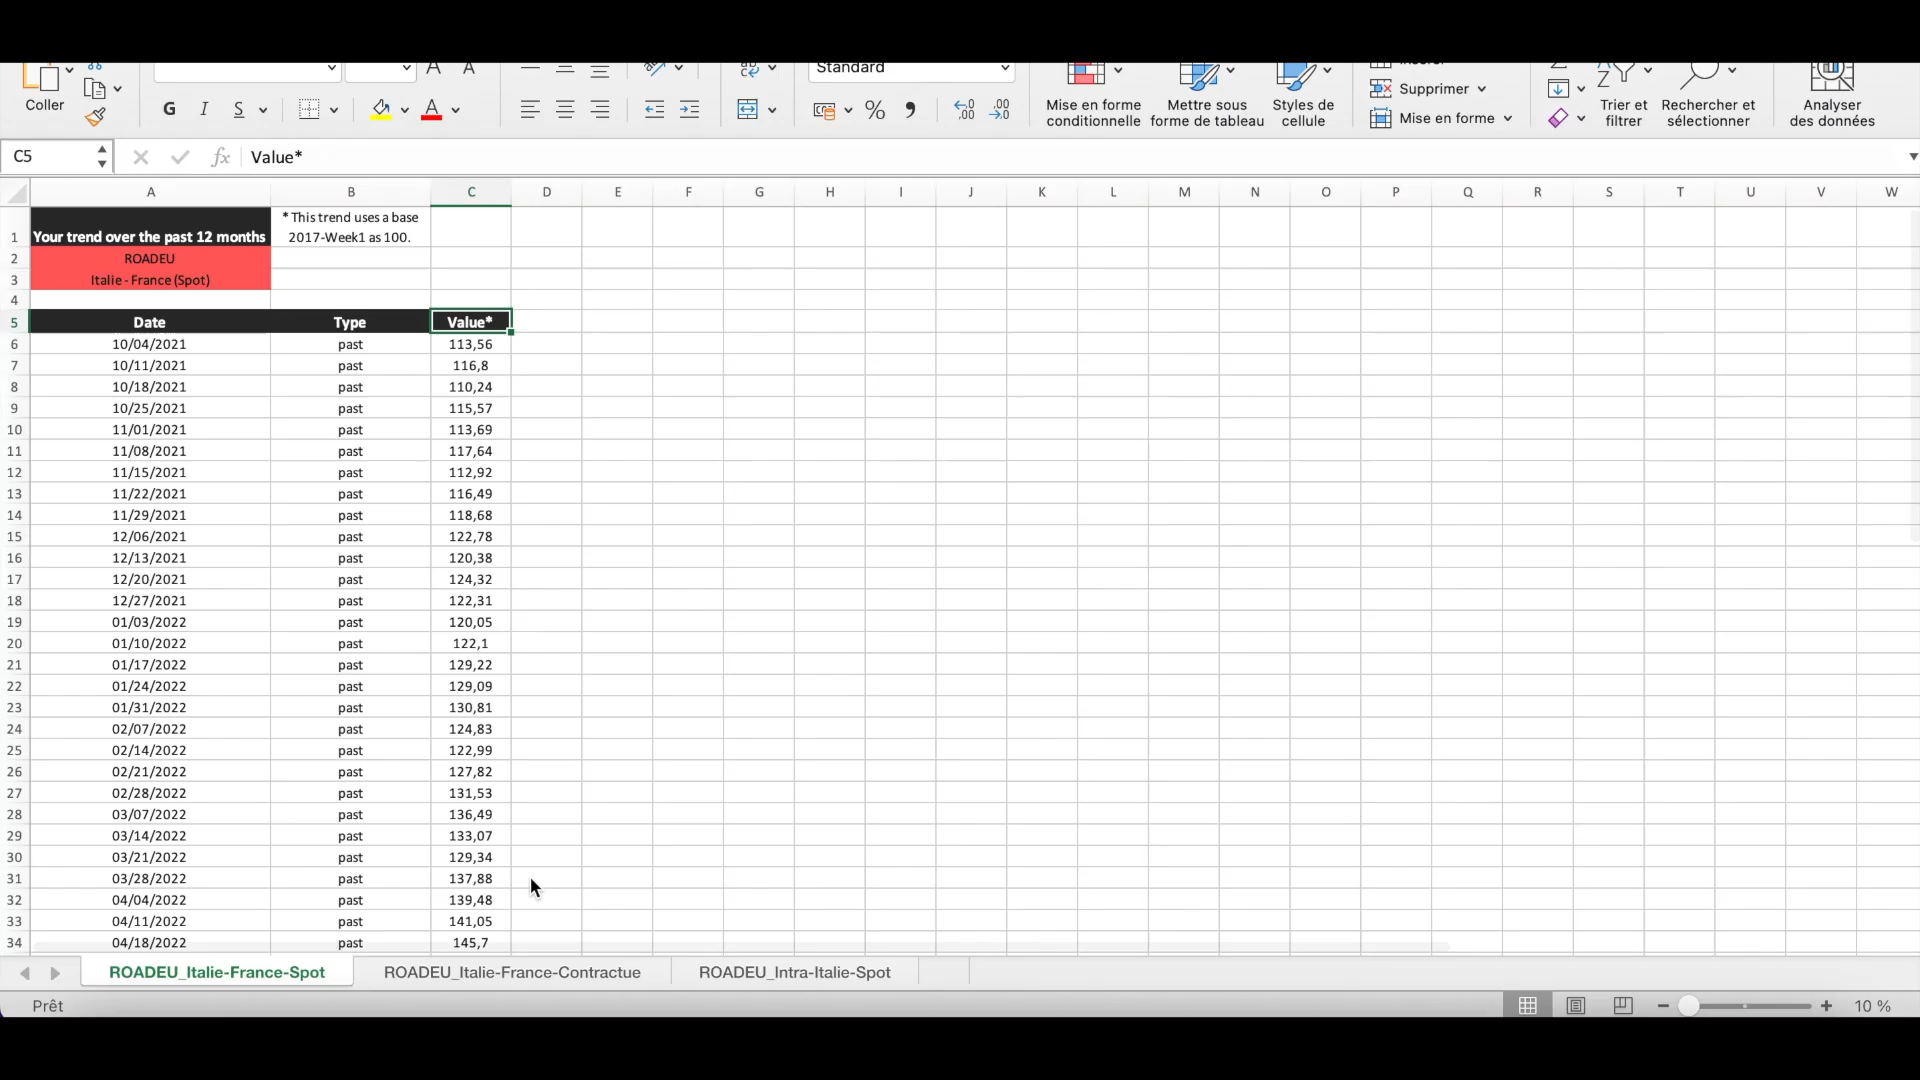 Standard
Coller
G I S
A
%
Mise en forme
conditionnelle
Mettre sous
forme de tableau
Styles de
cellule
Supprimer
Mise en forme
Trier et
filtrer
Rechercher et
sélectionner
Analyser
des données
C5 fx Value*
A B C D E F G H I J K L M N O P Q R S T U V W
* This trend uses a base
1 Your trend over the past 12 months 2017-Week1 as 100.
2 ROADEU
3 Italie - France (Spot)
4
5 Date Type Value*
6 10/04/2021 past 113,56
7 10/11/2021 past 116,8
8 10/18/2021 past 110,24
9 10/25/2021 past 115,57
10 11/01/2021 past 113,69
11 11/08/2021 past 117,64
12 11/15/2021 past 112,92
13 11/22/2021 past 116,49
14 11/29/2021 past 118,68
15 12/06/2021 past 122,78
16 12/13/2021 past 120,38
17 12/20/2021 past 124,32
18 12/27/2021 past 122,31
19 01/03/2022 past 120,05
20 01/10/2022 past 122,1
21 01/17/2022 past 129,22
22 01/24/2022 past 129,09
23 01/31/2022 past 130,81
24 02/07/2022 past 124,83
25 02/14/2022 past 122,99
26 02/21/2022 past 127,82
27 02/28/2022 past 131,53
28 03/07/2022 past 136,49
29 03/14/2022 past 133,07
30 03/21/2022 past 129,34
31 03/28/2022 past 137,88
32 04/04/2022 past 139,48
33 04/11/2022 past 141,05
34 04/18/2022 past 145,7
ROADEU_Italie-France-Spot ROADEU_Italie-France-Contractue ROADEU_Intra-Italie-Spot
Prêt 10 %